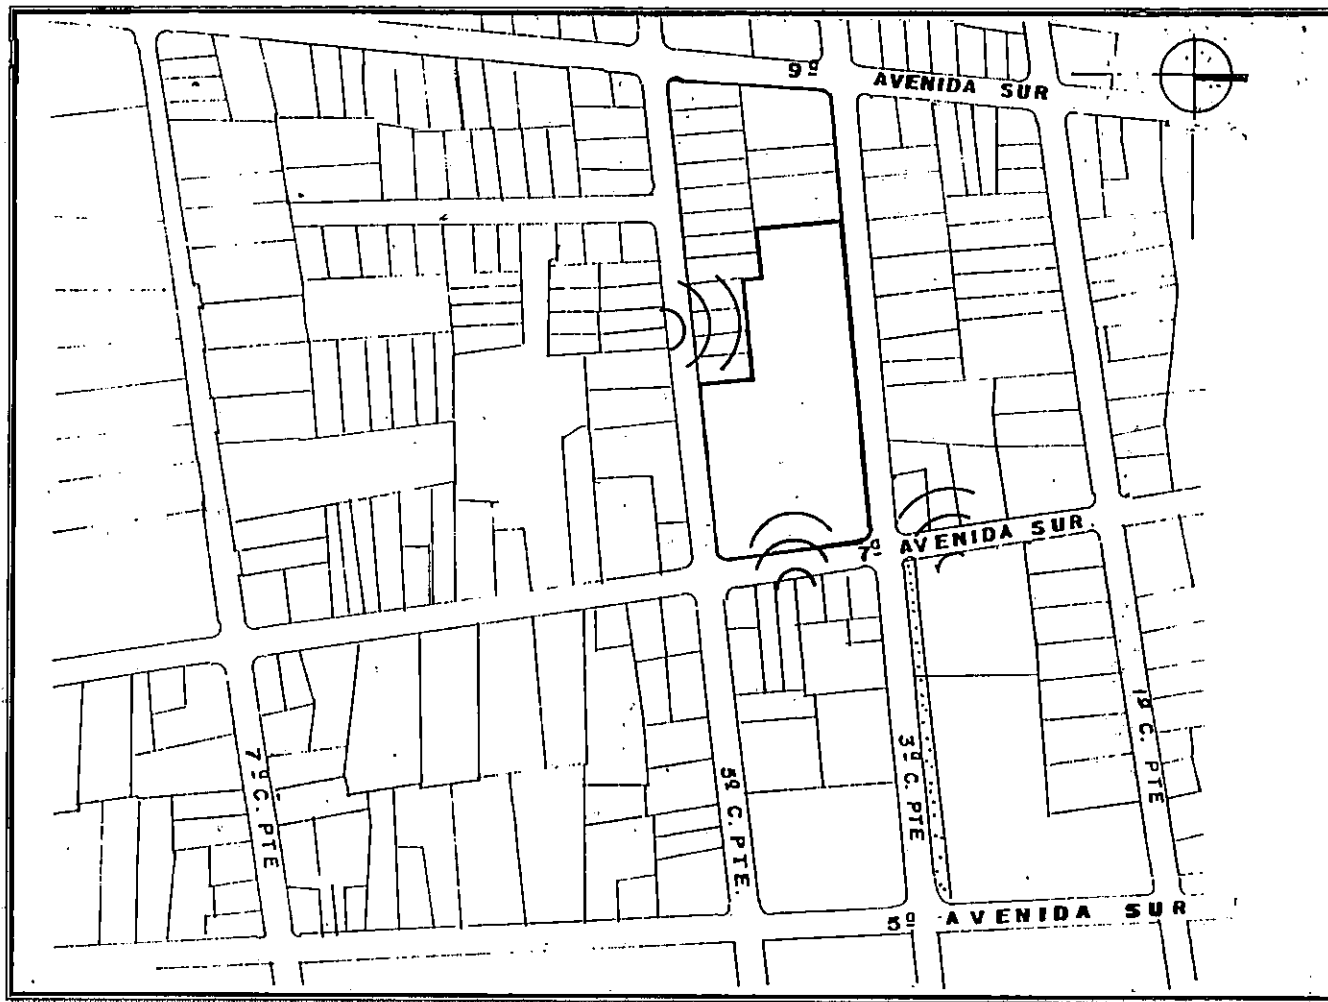 9ª AVENIDA SUR
7ª AVENIDA SUR.
1ª C. PTE
3ª C. PTE
7ª C. PTE
5ª C. PTE.
5ª AVENIDA SUR